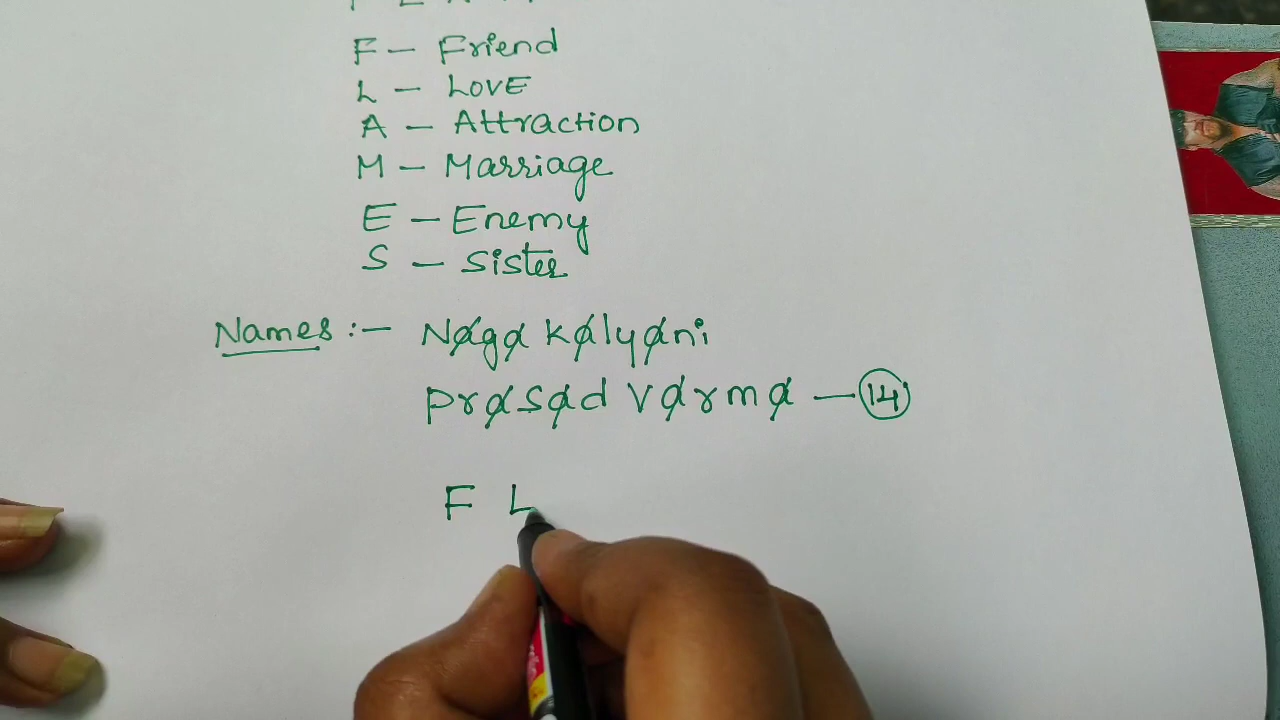 F - Friend
L - LOVE
A - Attraction
M - Marriage
E - Enemy
S - Sister
Names :- Naga kalyani
Prasad Varma - 14
F L